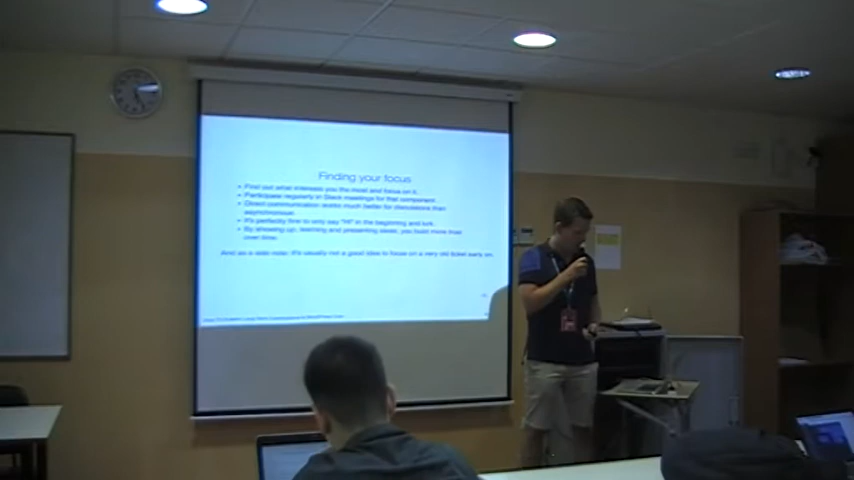 Finding your focus
• Find out what interests you the most and focus on it.
• Participate regularly in Slack meetings for that component.
• Direct communication works much better for discussions than
asynchronous.
• It's perfectly fine to only say "Hi" in the beginning and lurk.
• By showing up, learning and presenting ideas, you build more trust
over time.
And as a side note: It's usually not a good idea to focus on a very old ticket early on.